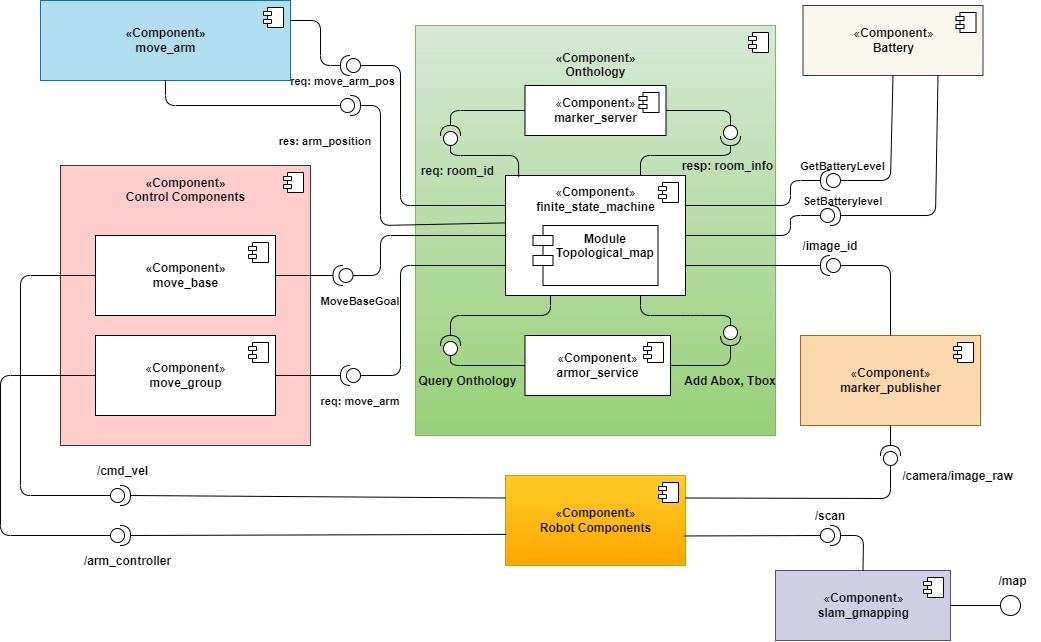 «Component»
move_arm
req: move_arm_pos
res: arm_position
«Component»
Onthology
«Component»
marker_server
req: room_id
resp: room_info
«Component»
finite_state_machine
Module
Topological_map
Query Onthology
«Component»
armor_service
Add Abox, Tbox
«Component»
Battery
GetBatteryLevel
SetBatterylevel
/image_id
«Component»
Control Components
«Component»
move_base
MoveBaseGoal
«Component»
move_group
req: move_arm
«Component»
marker_publisher
/camera/image_raw
/cmd_vel
/arm_controller
«Component»
Robot Components
/scan
«Component»
slam_gmapping
/map